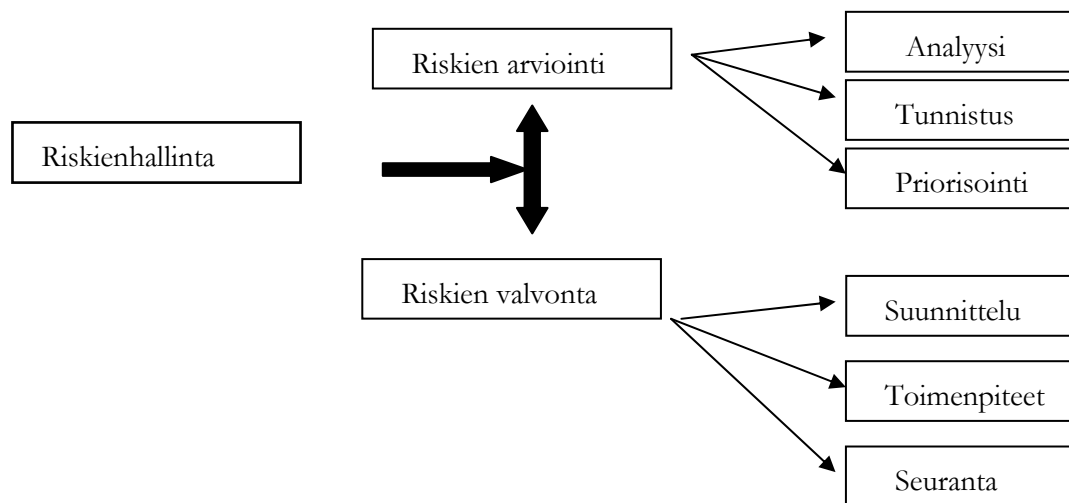 Riskienhallinta
Riskien arviointi
Analyysi
Tunnistus
Priorisointi
Riskien valvonta
Suunnittelu
Toimenpiteet
Seuranta